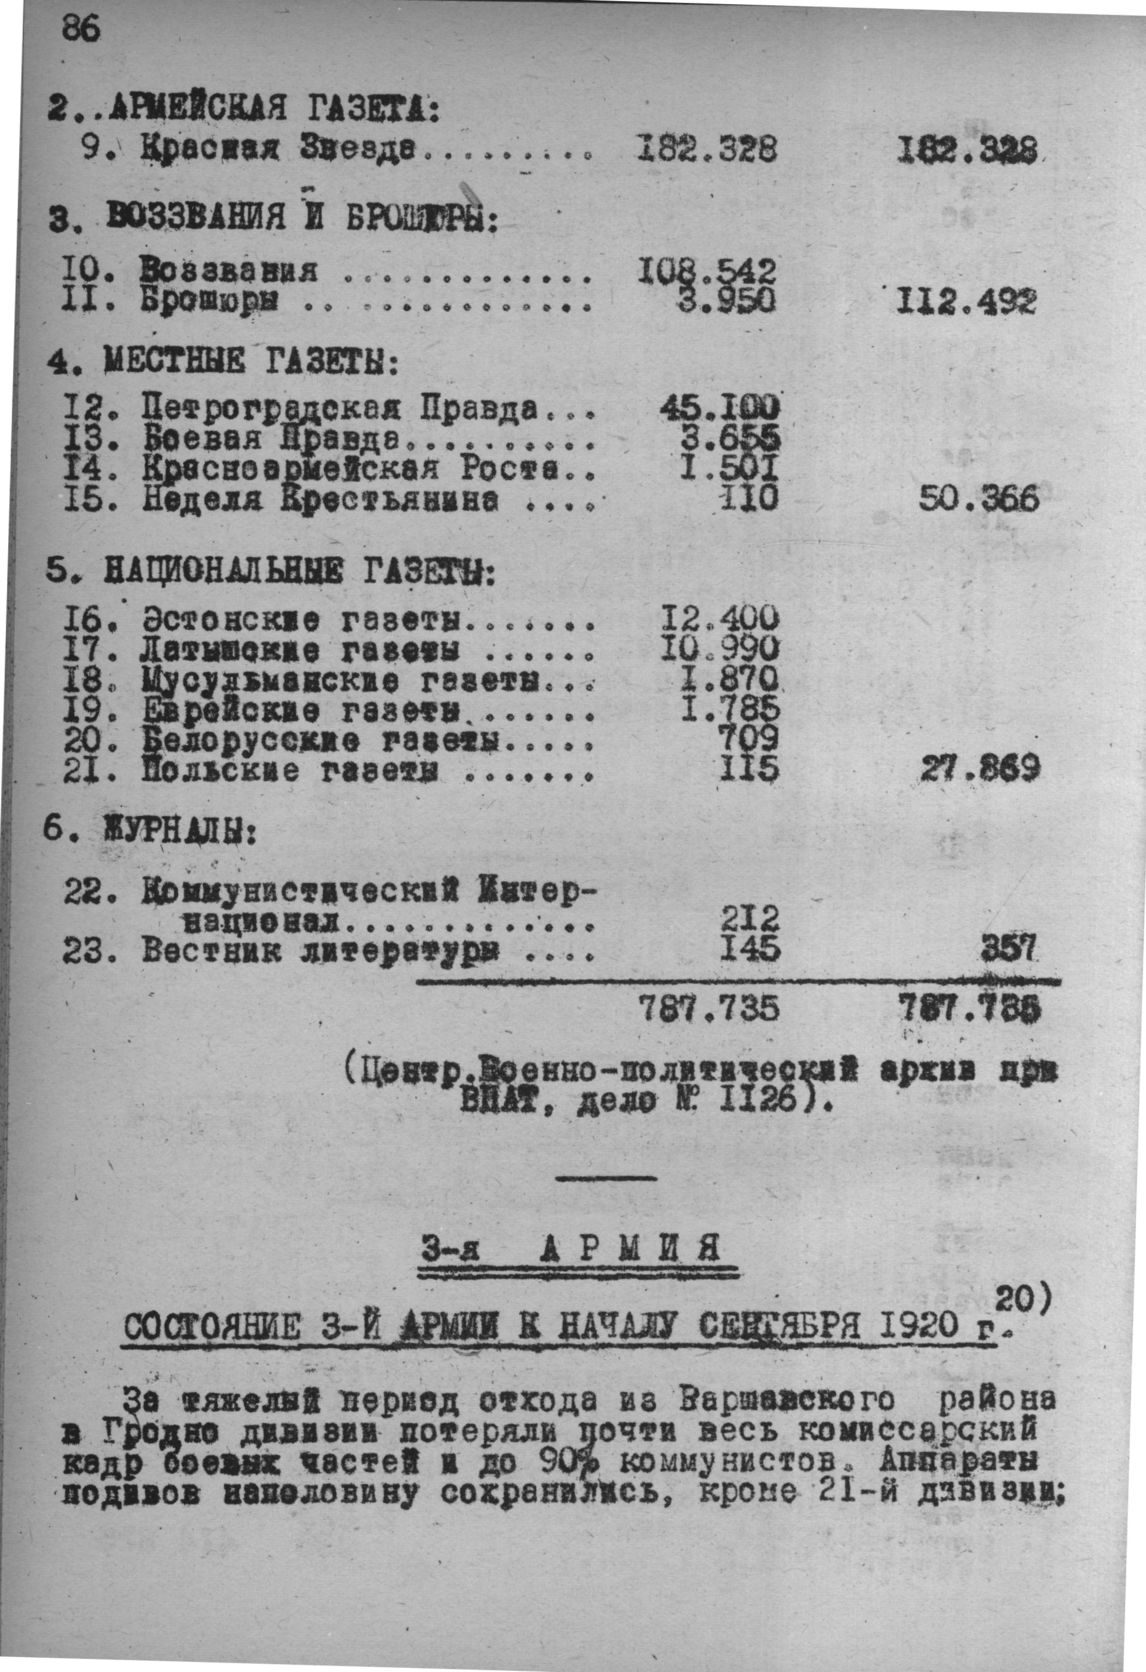 86
2..АРМЕЙСКАЯ ГАЗЕТА:
9. Красная Звезда.......... 182.328 182.328
3. ВОЗЗВАНИЯ И БРОШЮРЫ:
10. Воззвания ............. 108.542
11. Брошюры ............... 3.950 112.492
4. МЕСТНЫЕ ГАЗЕТЫ:
12. Петроградская Правда... 45.100
13. Боевая Правда.......... 3.655
14. Красноармейская Роста.. 1.501
15. Неделя Крестьянина .... 110 50.366
5. НАЦИОНАЛЬНЫЕ ГАЗЕТЫ:
16. Эстонские газеты....... 12.400
17. Латышские газеты ...... 10.990
18. Мусульманские газеты... 1.870
19. Еврейские газеты....... 1.785
20. Белорусские газеты..... 709
21. Польские газеты ....... 115 27.869
6. ЖУРНАЛЫ:
22. Коммунистический Интер-
национал............. 212
23. Вестник литературы .... 145 357
787.735 787.735
(Центр.Военно-политический архив при
ВПАТ, дело № 1126).
3-я АРМИЯ
СОСТОЯНИЕ 3-Й АРМИИ К НАЧАЛУ СЕНТЯБРЯ 1920 г. 20)
За тяжелый период отхода из Варшавского района
в Гродно дивизии потеряли почти весь комиссарский
кадр боевых частей и до 90% коммунистов. Аппараты
подивов наполовину сохранились, кроме 21-й дивизии;